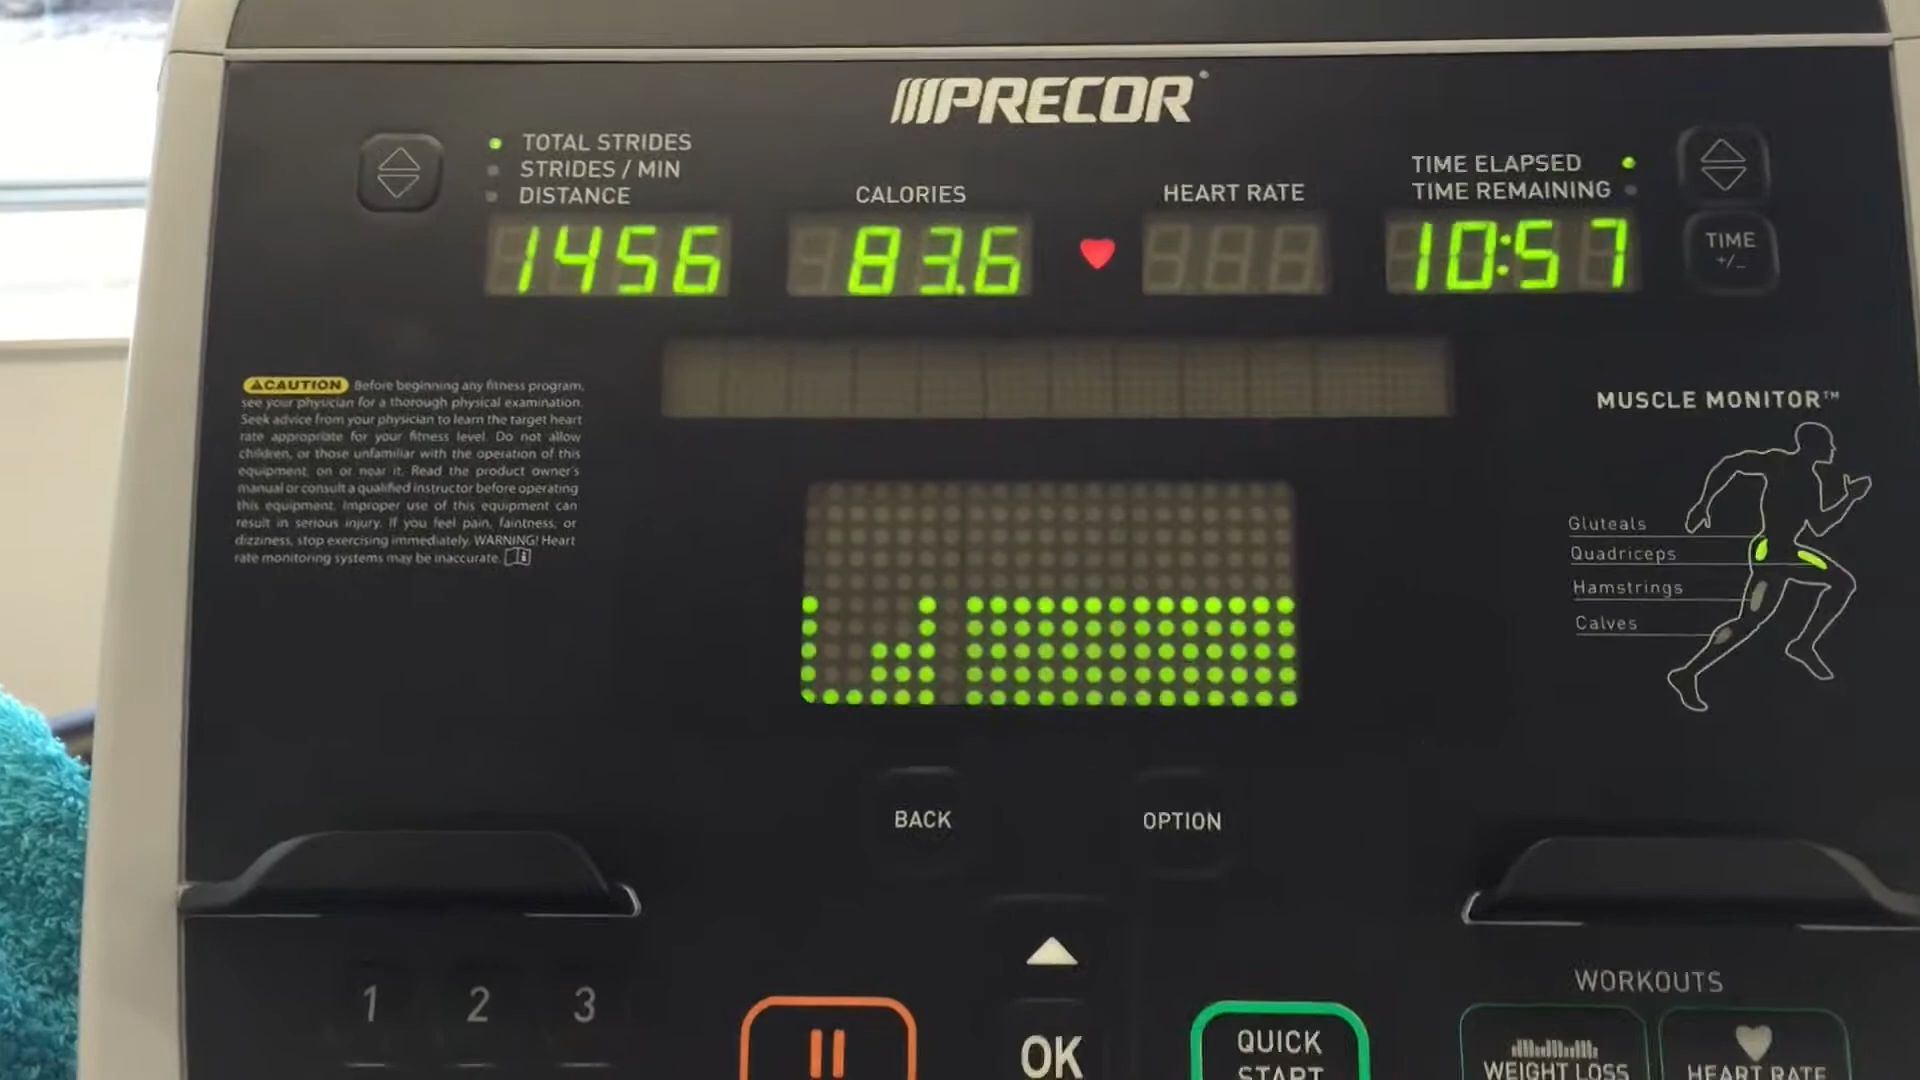 PRECOR
TOTAL STRIDES
STRIDES / MIN
DISTANCE
CALORIES
HEART RATE
TIME ELAPSED
TIME REMAINING
1456
83.6
10:57
TIME
+/-
CAUTION Before beginning any fitness program,
see your physician for a thorough physical examination.
Seek advice from your physician to learn the target heart
rate appropriate for your fitness level. Do not allow
children, or those unfamiliar with the operation of this
equipment, on or near it. Read the product owner's
manual or consult a qualified instructor before operating
this equipment. Improper use of this equipment can
result in serious injury. If you feel pain, faintness, or
dizziness, stop exercising immediately. WARNING! Heart
rate monitoring systems may be inaccurate.
MUSCLE MONITOR™
Gluteals
Quadriceps
Hamstrings
Calves
BACK
OPTION
WORKOUTS
1 2 3
OK
QUICK
START
WEIGHT LOSS
HEART RATE